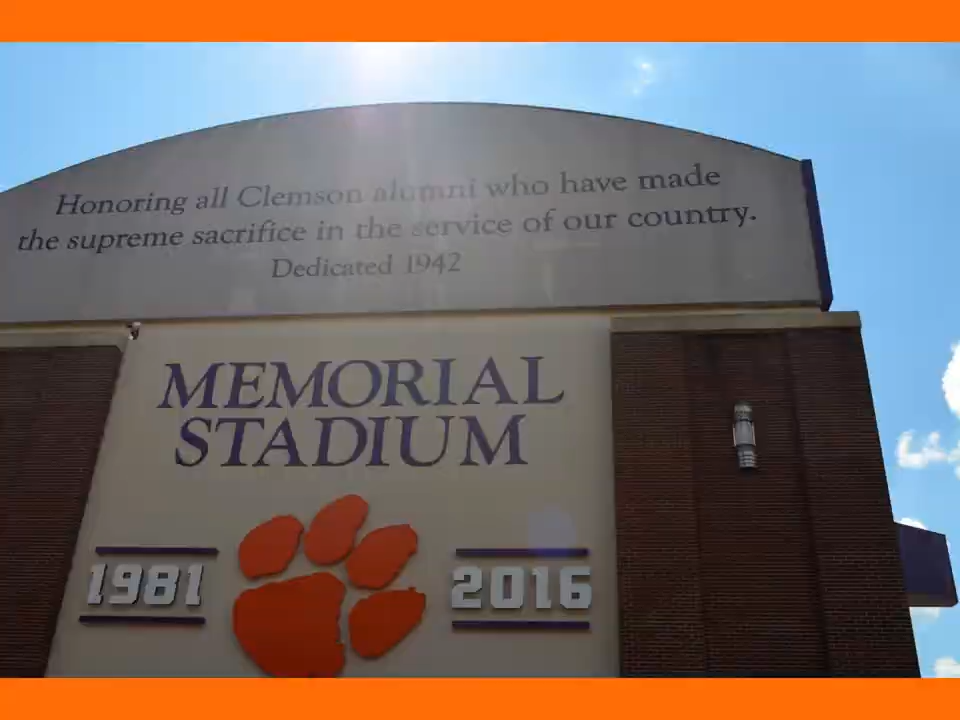 Honoring all Clemson alumni who have made
the supreme sacrifice in the service of our country.
Dedicated 1942
MEMORIAL
STADIUM
1981
2016